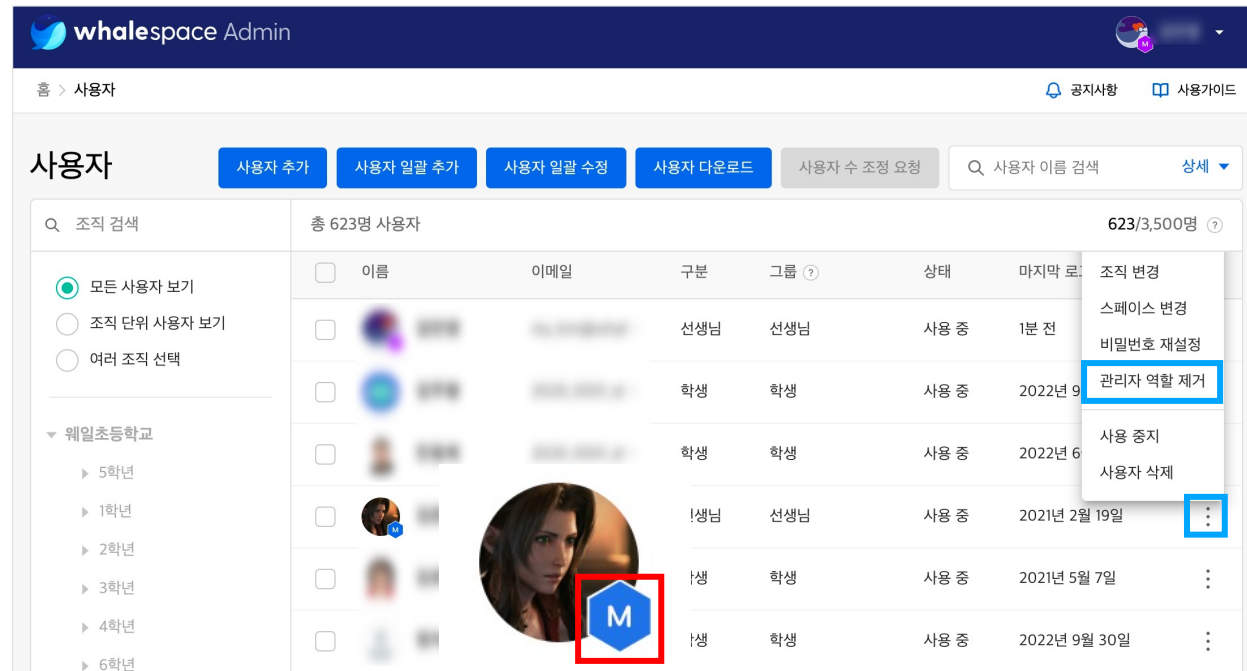 whalespace Admin
M
홈 > 사용자
공지사항
사용가이드
사용자
사용자 추가
사용자 일괄 추가
사용자 일괄 수정
사용자 다운로드
사용자 수 조정 요청
사용자 이름 검색
상세
조직 검색
총 623명 사용자
623/3,500명 ?
모든 사용자 보기
조직 단위 사용자 보기
여러 조직 선택
웨일초등학교
5학년
1학년
2학년
3학년
4학년
6학년
이름 이메일 구분 그룹 ? 상태 마지막
선생님 선생님 사용 중 1분 전
학생 학생 사용 중 2022년
학생 학생 사용 중 2022년
M 선생님 사용 중 2021년 2월 19일
학생 사용 중 2021년 5월 7일
학생 사용 중 2022년 9월 30일
조직 변경
스페이스 변경
비밀번호 재설정
관리자 역할 제거
사용 중지
사용자 삭제
M